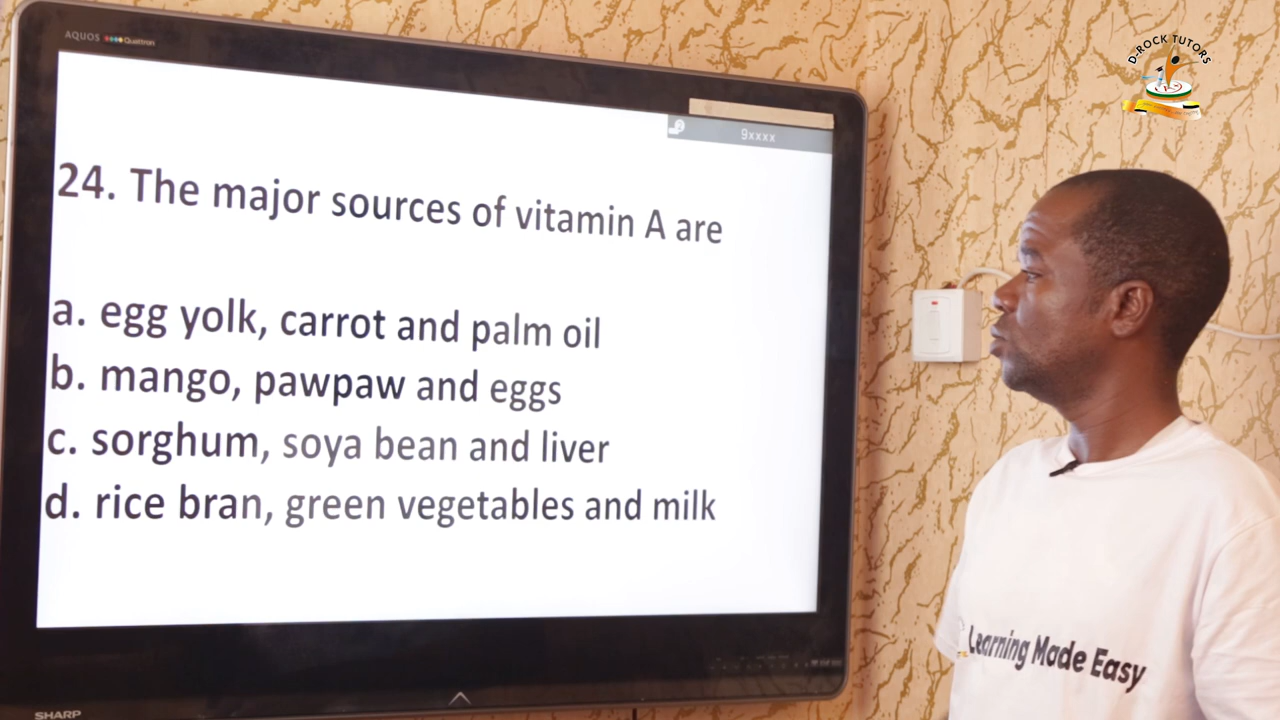 AQUOS Quattron
D-ROCK TUTORS
9xxxx
24. The major sources of vitamin A are
a. egg yolk, carrot and palm oil
b. mango, pawpaw and eggs
c. sorghum, soya bean and liver
d. rice bran, green vegetables and milk
Learning Made Easy
SHARP